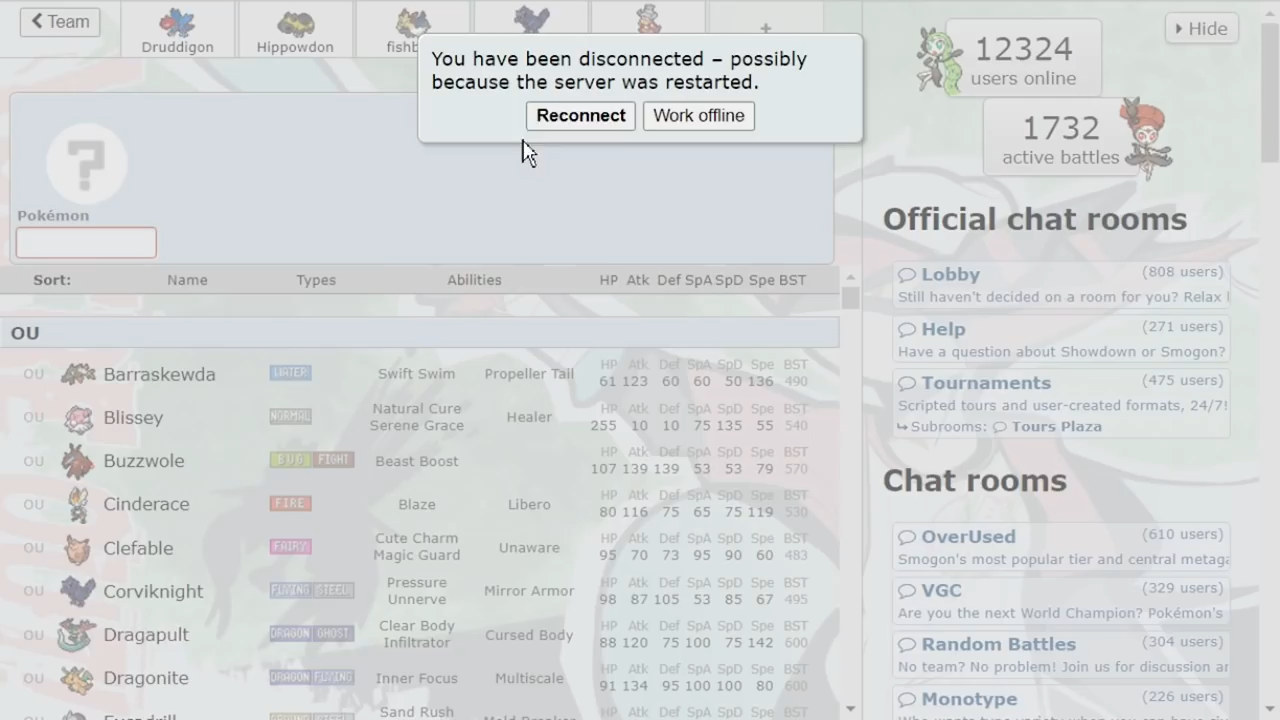 Team
Druddigon
Hippowdon
fishb
+
You have been disconnected – possibly
because the server was restarted.
Reconnect
Work offline
12324
users online
Hide
1732
active battles
?
Pokémon
Sort: Name Types Abilities HP Atk Def SpA SpD Spe BST
OU
OU Barraskewda WATER Swift Swim Propeller Tail HP 61 Atk 123 Def 60 SpA 60 SpD 50 Spe 136 BST 490
OU Blissey NORMAL Natural Cure Serene Grace Healer HP 255 Atk 10 Def 10 SpA 75 SpD 135 Spe 55 BST 540
OU Buzzwole BUG FIGHT Beast Boost HP 107 Atk 139 Def 139 SpA 53 SpD 53 Spe 79 BST 570
OU Cinderace FIRE Blaze Libero HP 80 Atk 116 Def 75 SpA 65 SpD 75 Spe 119 BST 530
OU Clefable FAIRY Cute Charm Magic Guard Unaware HP 95 Atk 70 Def 73 SpA 95 SpD 90 Spe 60 BST 483
OU Corviknight FLYING STEEL Pressure Unnerve Mirror Armor HP 98 Atk 87 Def 105 SpA 53 SpD 85 Spe 67 BST 495
OU Dragapult DRAGON GHOST Clear Body Infiltrator Cursed Body HP 88 Atk 120 Def 75 SpA 100 SpD 75 Spe 142 BST 600
OU Dragonite DRAGON FLYING Inner Focus Multiscale HP 91 Atk 134 Def 95 SpA 100 SpD 100 Spe 80 BST 600
Sand Rush HP Atk Def SpA SpD Spe BST
Official chat rooms
Lobby (808 users)
Still haven't decided on a room for you? Relax
Help (271 users)
Have a question about Showdown or Smogon?
Tournaments (475 users)
Scripted tours and user-created formats, 24/7!
Subrooms: Tours Plaza
Chat rooms
OverUsed (610 users)
Smogon's most popular tier and central metaga
VGC (329 users)
Are you the next World Champion? Pokémon's
Random Battles (304 users)
No team? No problem! Join us for discussion ar
Monotype (226 users)